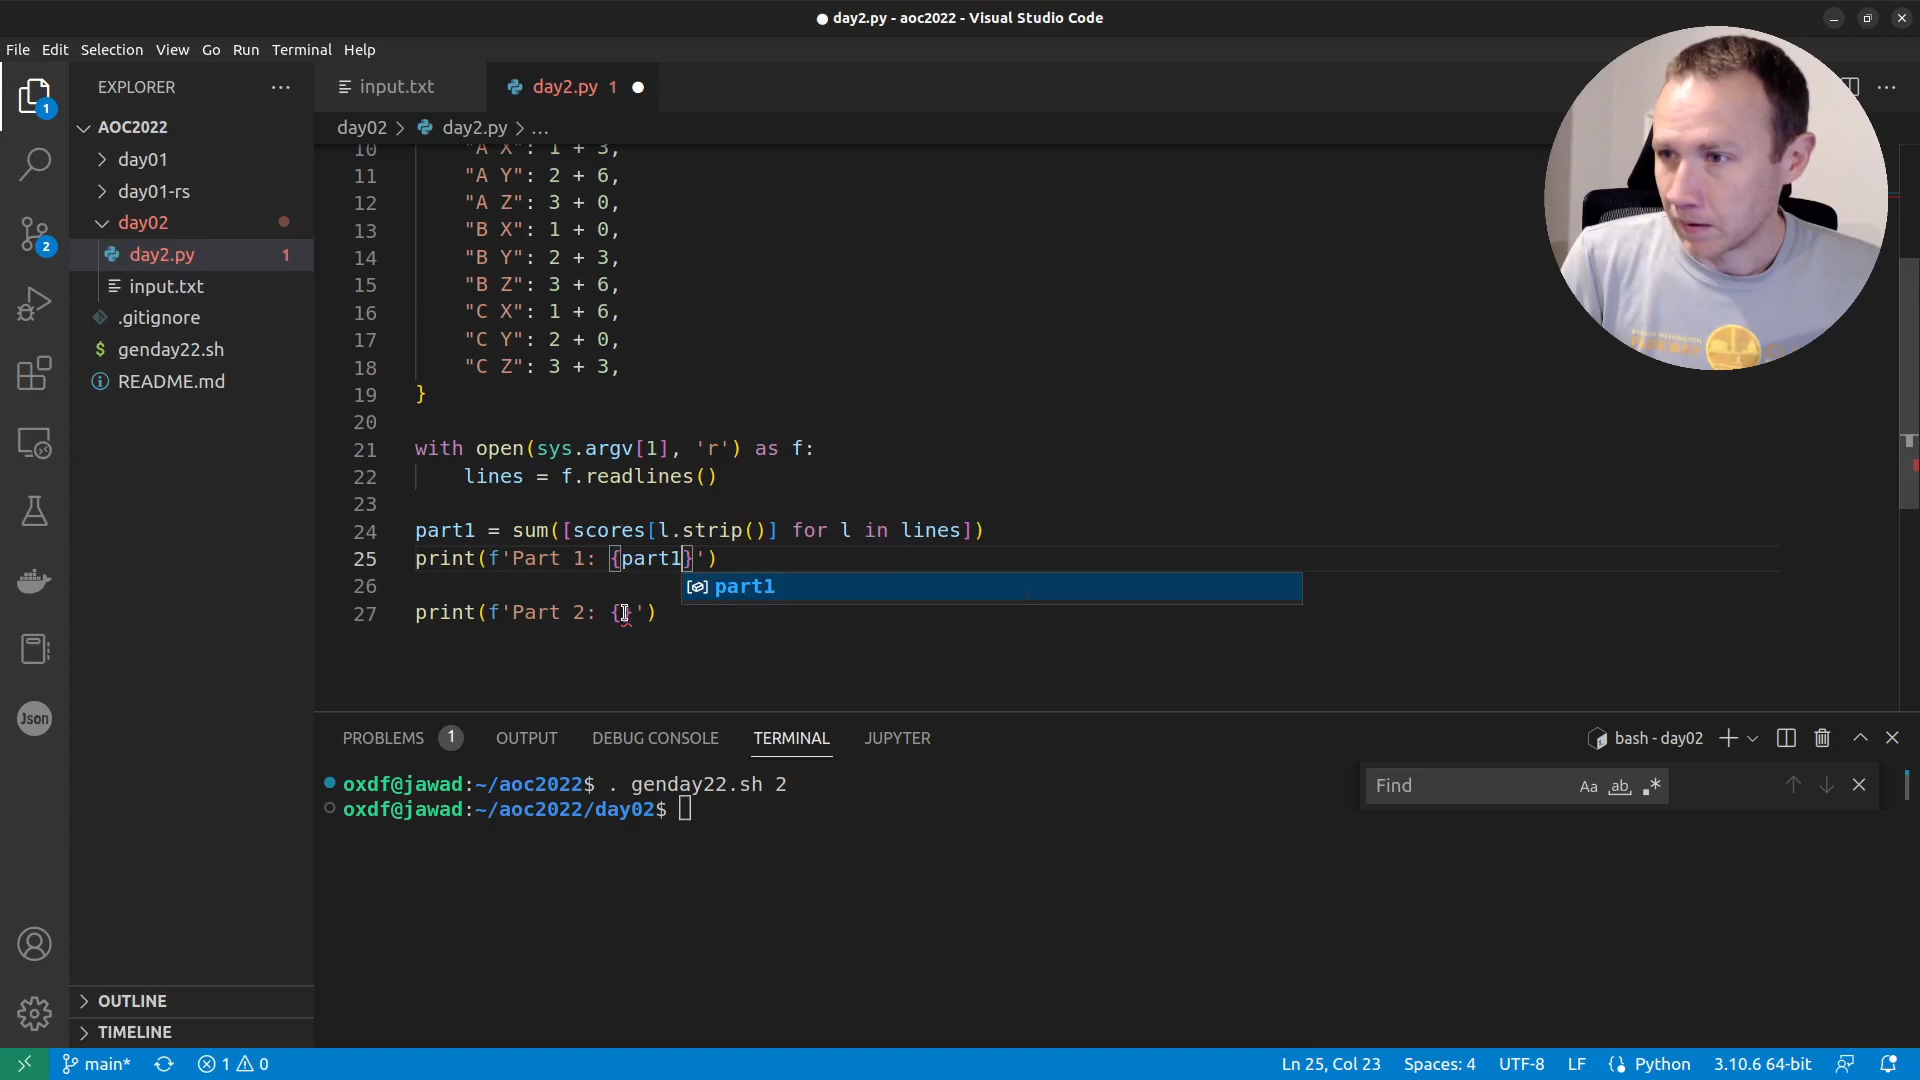 day2.py - aoc2022 - Visual Studio Code
File Edit Selection View Go Run Terminal Help
EXPLORER
input.txt
day2.py 1
AOC2022
day02 > day2.py > ...
day01
day01-rs
day02
day2.py 1
input.txt
.gitignore
$ genday22.sh
README.md
1
2
Json
10 "A X": 1 + 3,
11 "A Y": 2 + 6,
12 "A Z": 3 + 0,
13 "B X": 1 + 0,
14 "B Y": 2 + 3,
15 "B Z": 3 + 6,
16 "C X": 1 + 6,
17 "C Y": 2 + 0,
18 "C Z": 3 + 3,
19 }
20
21 with open(sys.argv[1], 'r') as f:
22 lines = f.readlines()
23
24 part1 = sum([scores[l.strip()] for l in lines])
25 print(f'Part 1: {part1}')
part1
26
27 print(f'Part 2: {}')
PROBLEMS 1 OUTPUT DEBUG CONSOLE TERMINAL JUPYTER
bash - day02
oxdf@jawad:~/aoc2022$ . genday22.sh 2
oxdf@jawad:~/aoc2022/day02$
Find Aa ab .*
OUTLINE
TIMELINE
main* 1 0
Ln 25, Col 23 Spaces: 4 UTF-8 LF {} Python 3.10.6 64-bit